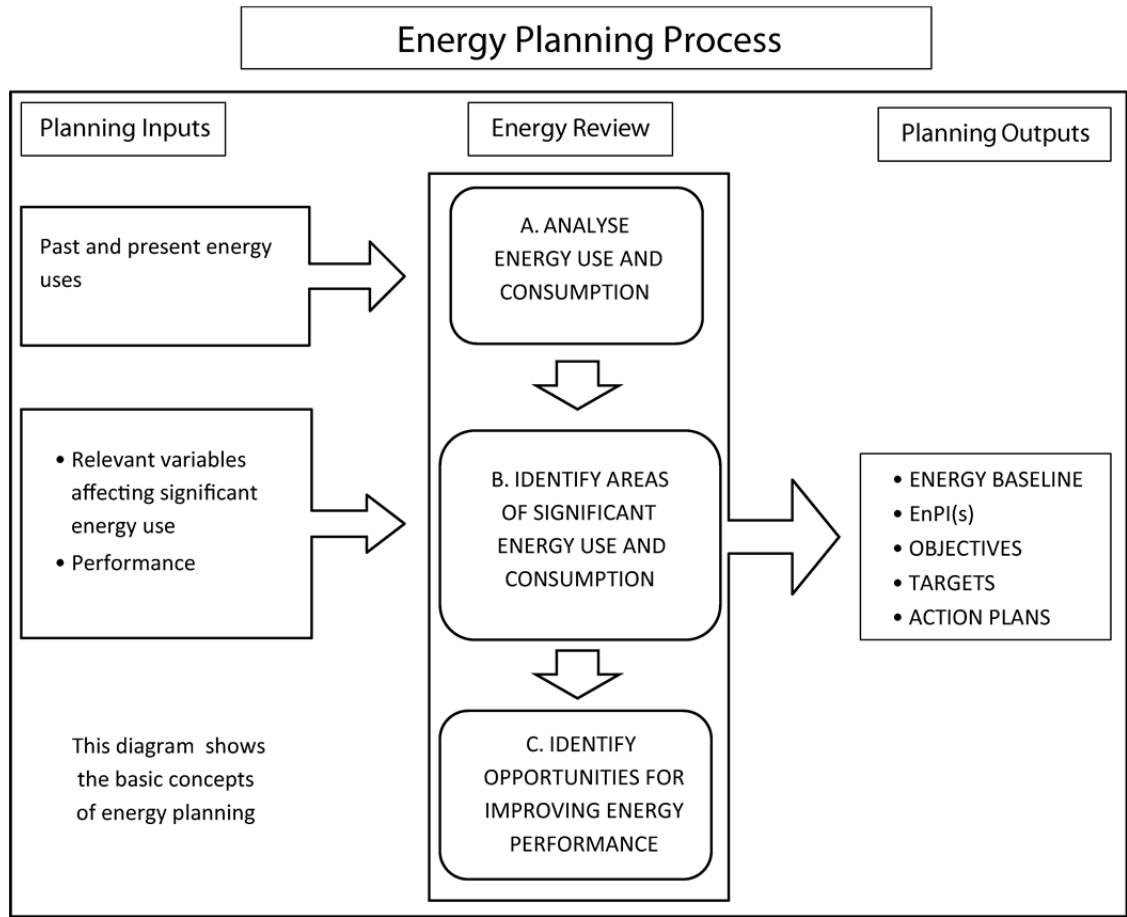 Energy Planning Process
Planning Inputs
Energy Review
Planning Outputs
Past and present energy
uses
A. ANALYSE
ENERGY USE AND
CONSUMPTION
• Relevant variables
affecting significant
energy use
• Performance
B. IDENTIFY AREAS
OF SIGNIFICANT
ENERGY USE AND
CONSUMPTION
• ENERGY BASELINE
• EnPI(s)
• OBJECTIVES
• TARGETS
• ACTION PLANS
This diagram shows
the basic concepts
of energy planning
C. IDENTIFY
OPPORTUNITIES FOR
IMPROVING ENERGY
PERFORMANCE